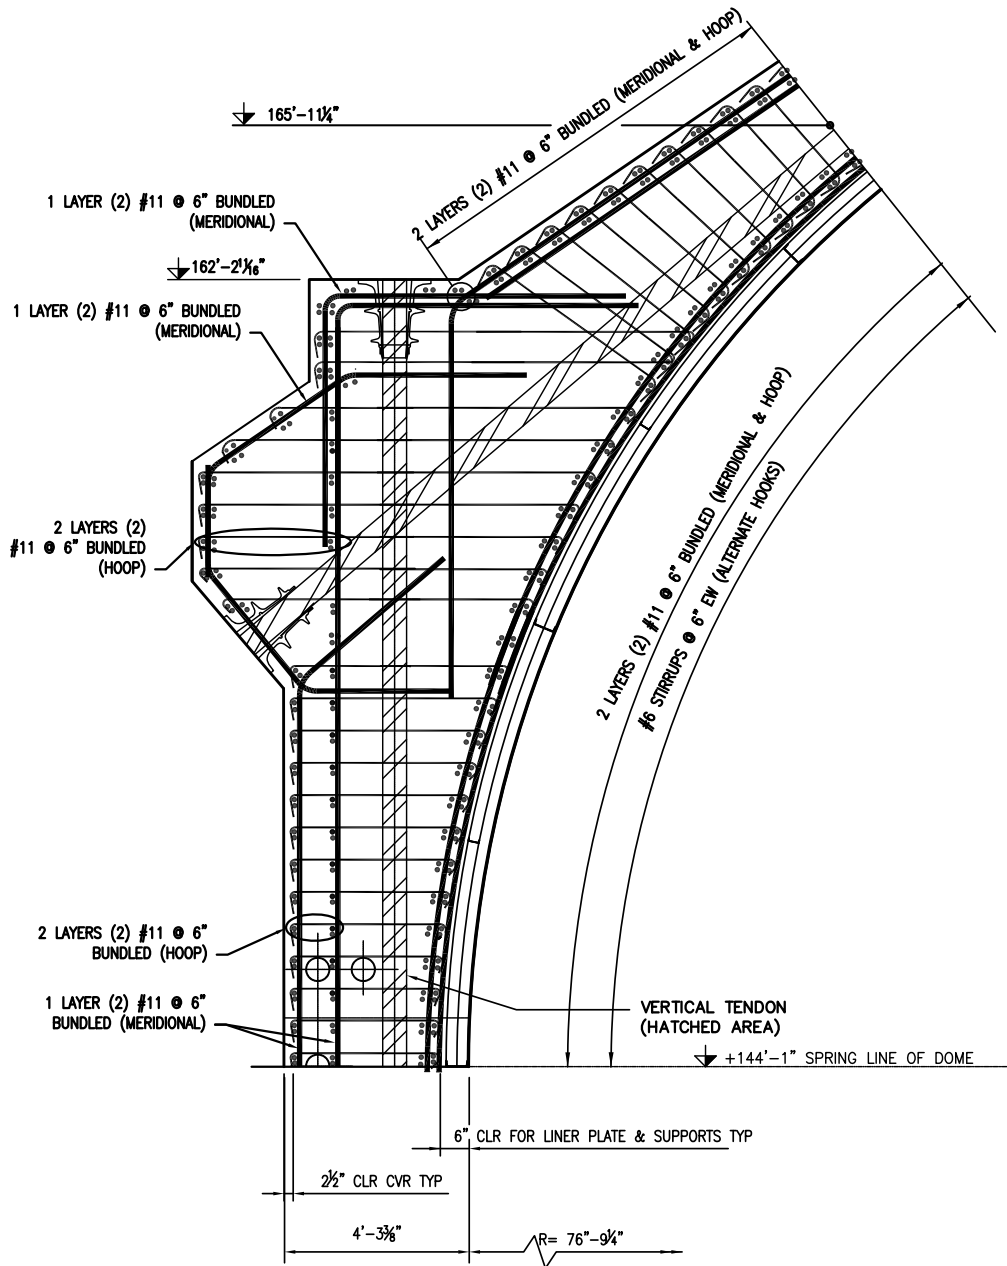 2 LAYERS (2) #11 @ 6" BUNDLED (MERIDIONAL & HOOP)
165'-11¼"
1 LAYER (2) #11 @ 6" BUNDLED
(MERIDIONAL)
162'-2 1/16"
1 LAYER (2) #11 @ 6" BUNDLED
(MERIDIONAL)
2 LAYERS (2)
#11 @ 6" BUNDLED
(HOOP)
2 LAYERS (2) #11 @ 6" BUNDLED (MERIDIONAL & HOOP)
#6 STIRRUPS @ 6" EW (ALTERNATE HOOKS)
2 LAYERS (2) #11 @ 6"
BUNDLED (HOOP)
1 LAYER (2) #11 @ 6"
BUNDLED (MERIDIONAL)
VERTICAL TENDON
(HATCHED AREA)
+144'-1" SPRING LINE OF DOME
6" CLR FOR LINER PLATE & SUPPORTS TYP
2½" CLR CVR TYP
4'-3⅜"
R= 76"-9¼"